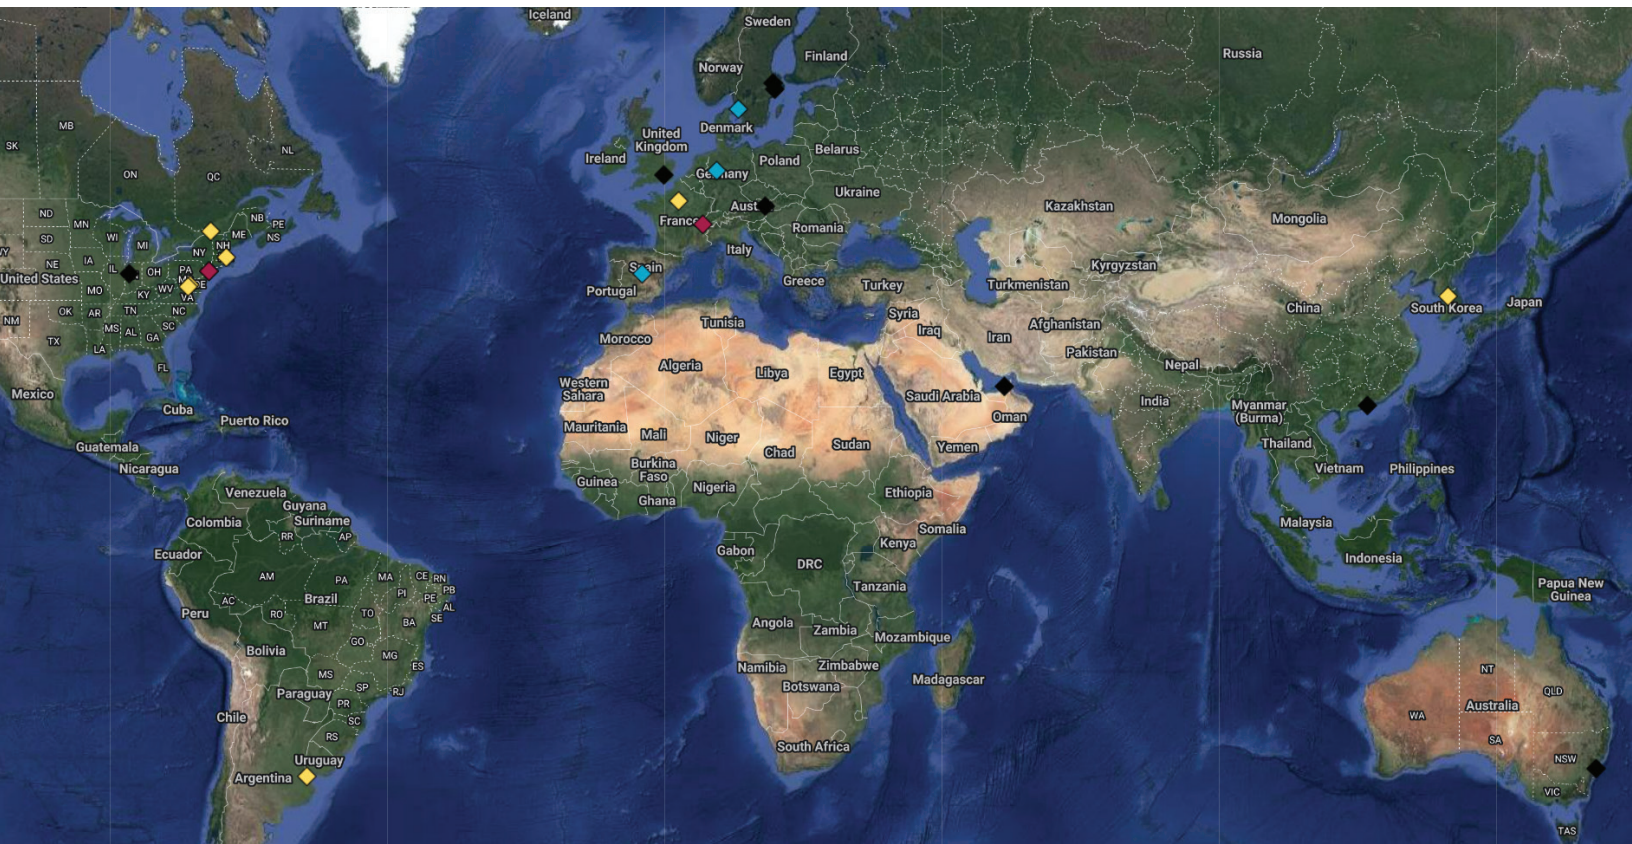 Iceland
Sweden
Finland
Norway
Russia
MB
SK
ON
QC
NL
United
Kingdom
Ireland
Denmark
Poland
Belarus
Ukraine
Kazakhstan
Mongolia
ND
MN
SD
WI
MI
NB
PE
ME
NS
NH
NY
France
Romania
Italy
NE
IA
IL
OH
PA
United States
MO
KY
WV
VA
Spain
Portugal
Greece
Turkey
Turkmenistan
Kyrgyzstan
China
South Korea
Japan
NM
OK
AR
TN
NC
SC
MS
AL
GA
TX
LA
FL
Morocco
Tunisia
Syria
Iraq
Iran
Afghanistan
Pakistan
Nepal
Algeria
Libya
Egypt
Western
Sahara
Saudi Arabia
India
Myanmar
(Burma)
Mexico
Cuba
Puerto Rico
Mauritania
Mali
Niger
Chad
Sudan
Oman
Yemen
Thailand
Vietnam
Philippines
Guatemala
Nicaragua
Burkina
Faso
Guinea
Ghana
Nigeria
Ethiopia
Venezuela
Guyana
Suriname
Colombia
RR
AP
Somalia
Kenya
Malaysia
Indonesia
Ecuador
Gabon
DRC
Tanzania
Papua New
Guinea
AM
PA
MA
CE
RN
PI
PB
PE
AL
SE
AC
Brazil
RO
TO
BA
MT
Peru
Angola
Zambia
Mozambique
GO
MG
ES
Bolivia
MS
SP
RJ
Namibia
Zimbabwe
Botswana
Madagascar
Paraguay
PR
SC
RS
Chile
South Africa
Uruguay
Argentina
NT
QLD
WA
Australia
SA
NSW
VIC
TAS